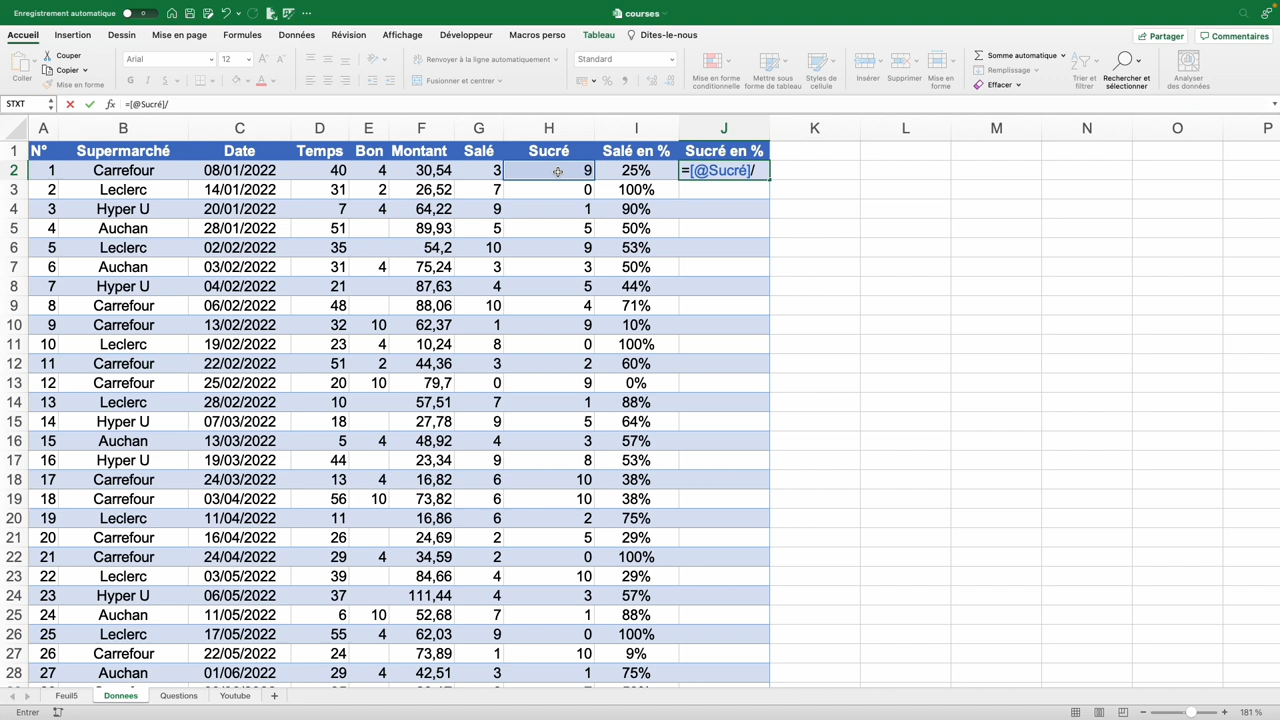 Enregistrement automatique
courses
Accueil Insertion Dessin Mise en page Formules Données Révision Affichage Développeur Macros perso Tableau Dites-le-nous Partager Commentaires
Coller Couper Copier Mise en forme Arial 12 Renvoyer à la ligne automatiquement Fusionner et centrer Standard Mise en forme conditionnelle Mettre sous forme de tableau Styles de cellules Insérer Supprimer Mise en forme Somme automatique Remplissage Effacer Trier et filtrer Rechercher et sélectionner Analyser des données
STXT fx =[@Sucré]/
A B C D E F G H I J K L M N O P
1 N° Supermarché Date Temps Bon Montant Salé Sucré Salé en % Sucré en %
2 1 Carrefour 08/01/2022 40 4 30,54 3 9 25% =[@Sucré]/
3 2 Leclerc 14/01/2022 31 2 26,52 7 0 100%
4 3 Hyper U 20/01/2022 7 4 64,22 9 1 90%
5 4 Auchan 28/01/2022 51 89,93 5 5 50%
6 5 Leclerc 02/02/2022 35 54,2 10 9 53%
7 6 Auchan 03/02/2022 31 4 75,24 3 3 50%
8 7 Hyper U 04/02/2022 21 87,63 4 5 44%
9 8 Carrefour 06/02/2022 48 88,06 10 4 71%
10 9 Carrefour 13/02/2022 32 10 62,37 1 9 10%
11 10 Leclerc 19/02/2022 23 4 10,24 8 0 100%
12 11 Carrefour 22/02/2022 51 2 44,36 3 2 60%
13 12 Carrefour 25/02/2022 20 10 79,7 0 9 0%
14 13 Leclerc 28/02/2022 10 57,51 7 1 88%
15 14 Hyper U 07/03/2022 18 27,78 9 5 64%
16 15 Auchan 13/03/2022 5 4 48,92 4 3 57%
17 16 Hyper U 19/03/2022 44 23,34 9 8 53%
18 17 Carrefour 24/03/2022 13 4 16,82 6 10 38%
19 18 Carrefour 03/04/2022 56 10 73,82 6 10 38%
20 19 Leclerc 11/04/2022 11 16,86 6 2 75%
21 20 Carrefour 16/04/2022 26 24,69 2 5 29%
22 21 Carrefour 24/04/2022 29 4 34,59 2 0 100%
23 22 Leclerc 03/05/2022 39 84,66 4 10 29%
24 23 Hyper U 06/05/2022 37 111,44 4 3 57%
25 24 Auchan 11/05/2022 6 10 52,68 7 1 88%
26 25 Leclerc 17/05/2022 55 4 62,03 9 0 100%
27 26 Carrefour 22/05/2022 24 73,89 1 10 9%
28 27 Auchan 01/06/2022 29 4 42,51 3 1 75%
Feuil5 Donnees Questions Youtube +
Entrer 181 %